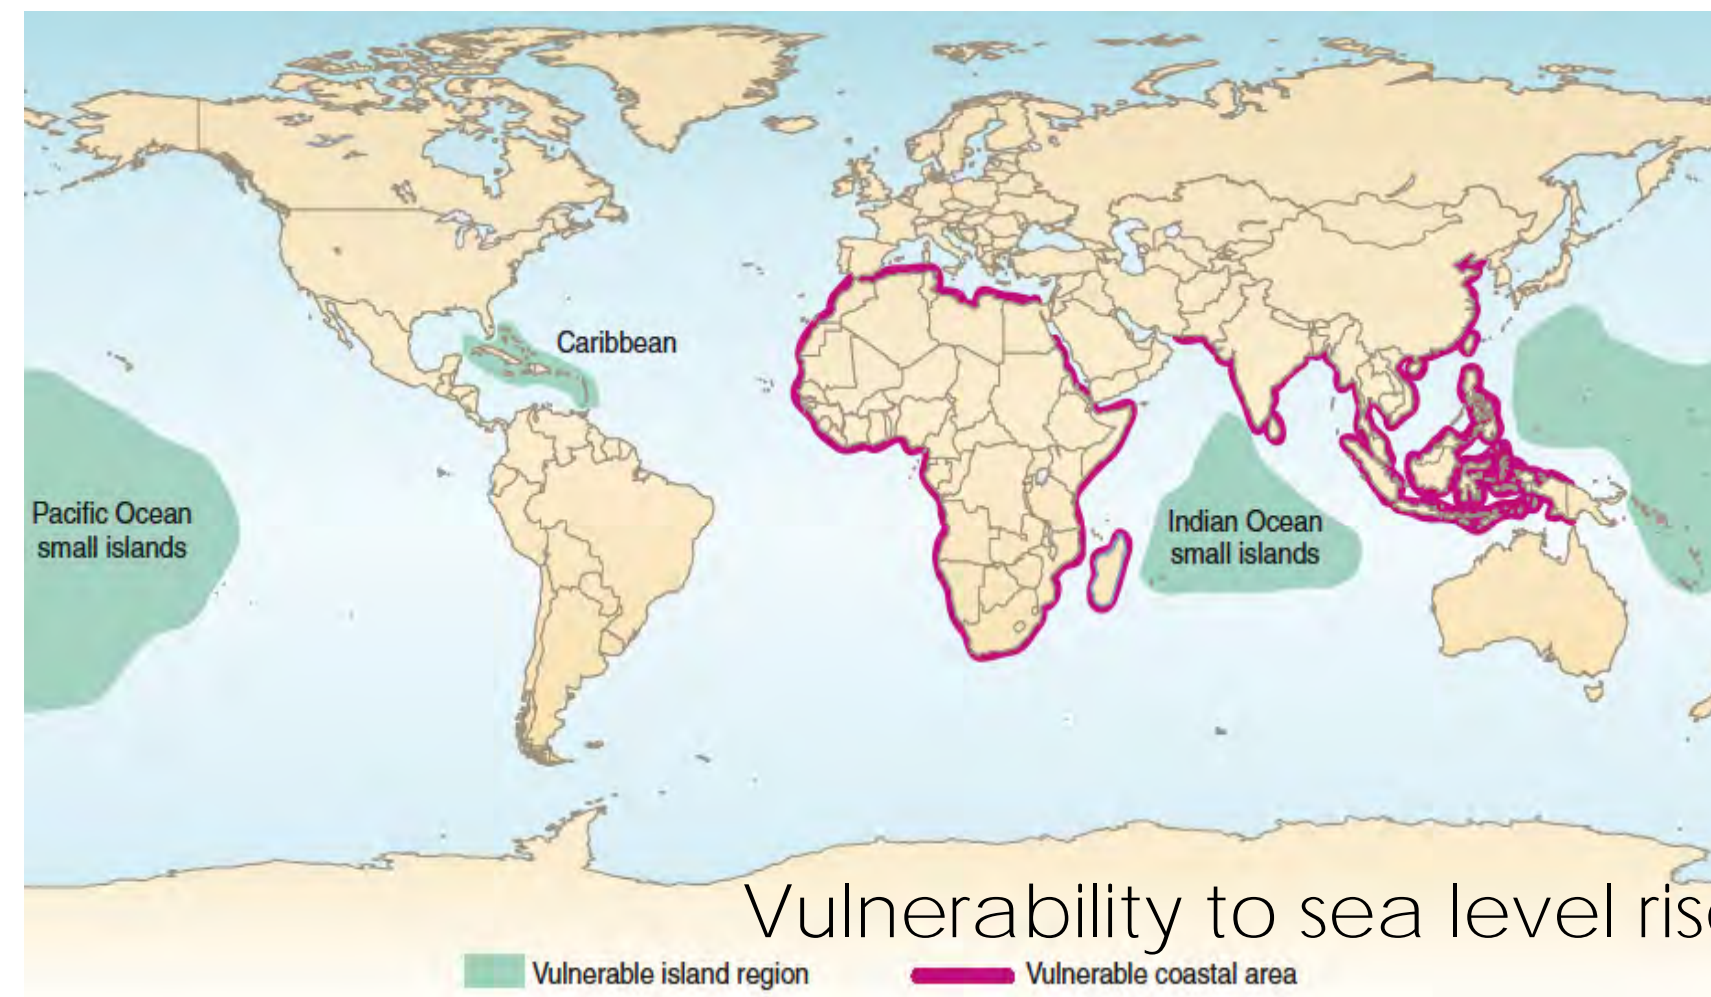 Caribbean
Pacific Ocean
small islands
Indian Ocean
small islands
Vulnerability to sea level rise
Vulnerable island region
Vulnerable coastal area